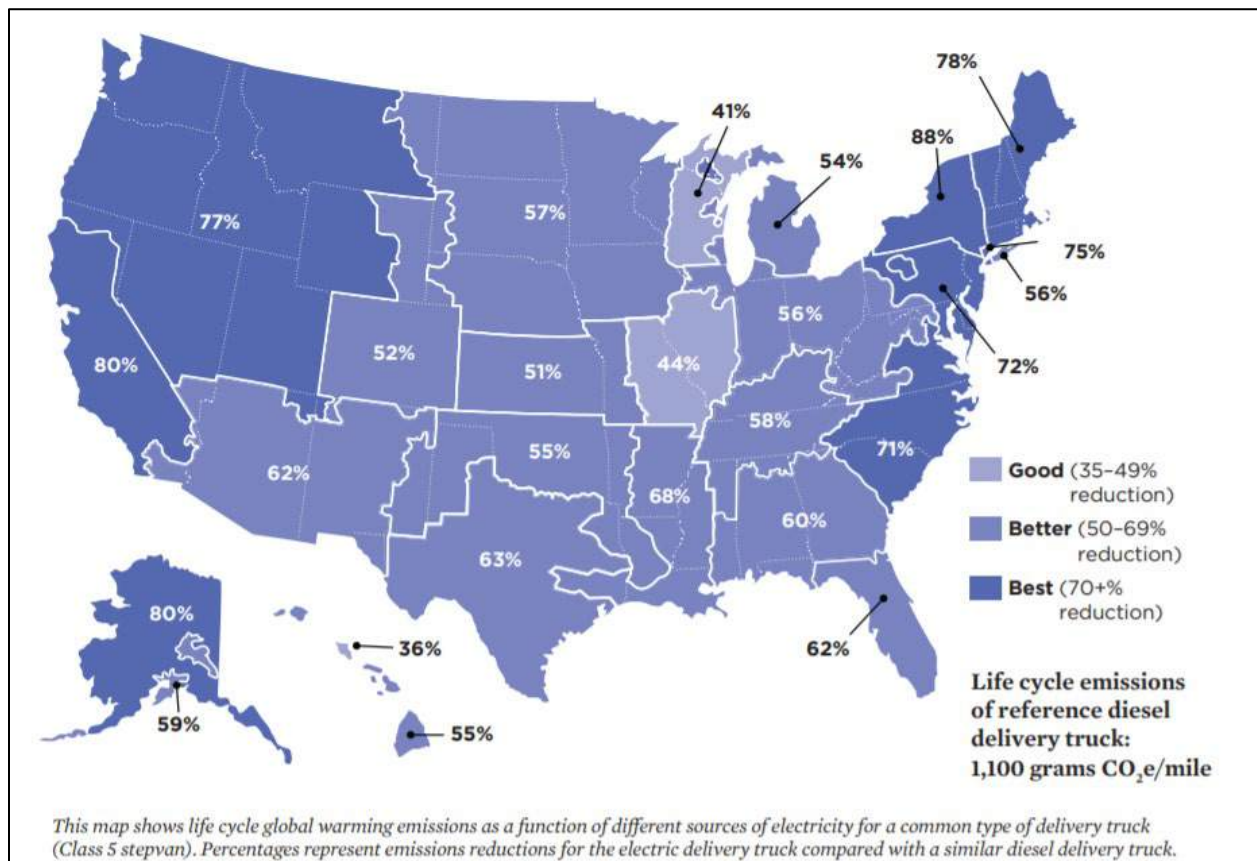 78%
41%
88%
54%
57%
77%
75%
56%
56%
52%
80%
51%
44%
72%
58%
71%
55%
62%
68%
60%
63%
80%
36%
62%
59%
55%
Good (35–49%
reduction)
Better (50–69%
reduction)
Best (70+%
reduction)
Life cycle emissions
of reference diesel
delivery truck:
1,100 grams CO₂e/mile
This map shows life cycle global warming emissions as a function of different sources of electricity for a common type of delivery truck
(Class 5 stepvan). Percentages represent emissions reductions for the electric delivery truck compared with a similar diesel delivery truck.